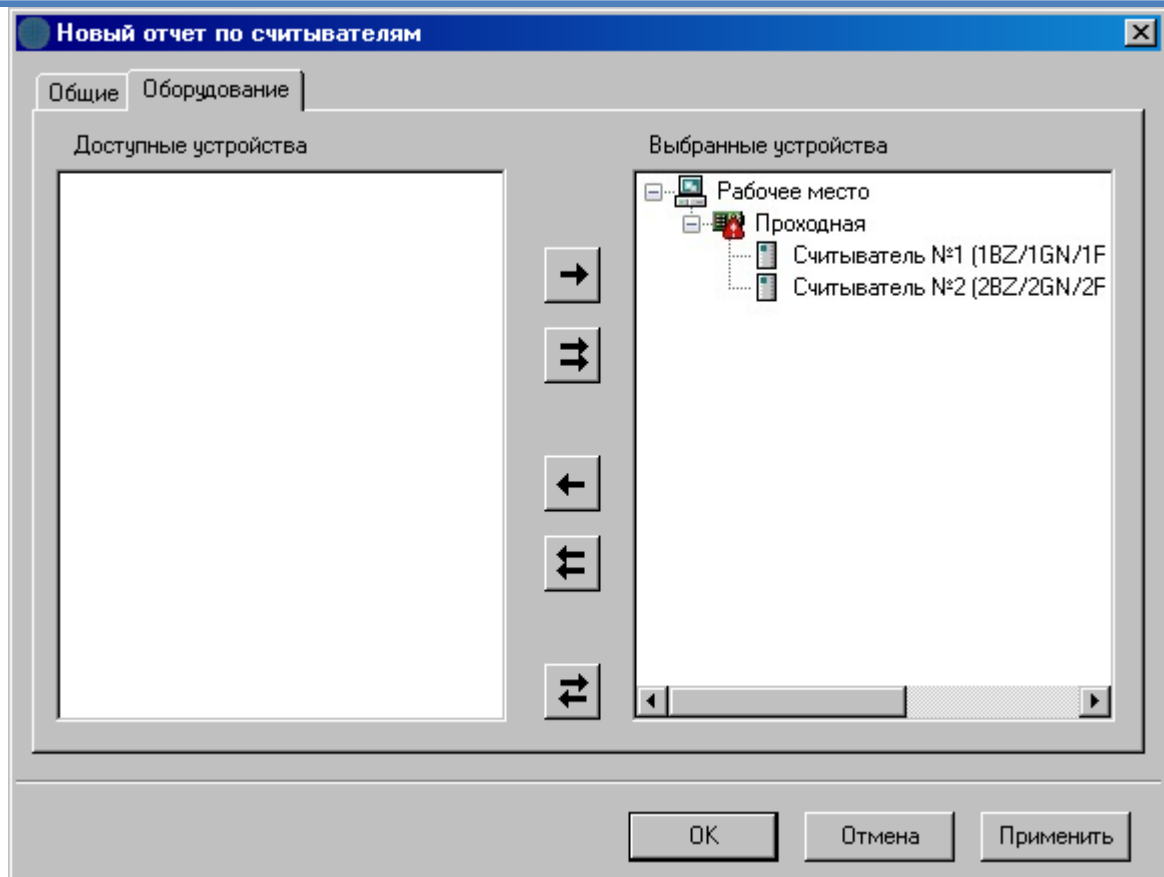 Новый отчет по считывателям
Общие
Оборудование
Доступные устройства
Выбранные устройства
Рабочее место
Проходная
Считыватель №1 (1BZ/1GN/1F
Считыватель №2 (2BZ/2GN/2F
OK
Отмена
Применить